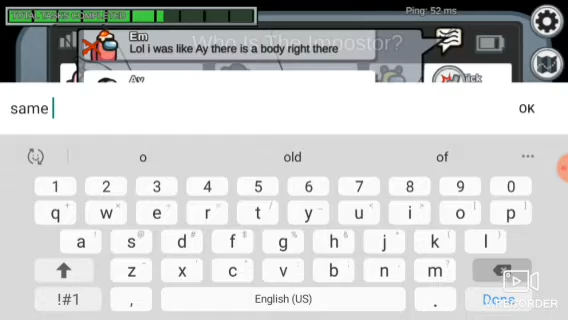 TOTAL TASKS COMPLETED
Ping: 52 ms
Who Is The Impostor?
Em
Lol i was like Ay there is a body right there
Ay
same
OK
o old of
1 2 3 4 5 6 7 8 9 0
q w e r t y u i o p
a s d f g h j k l
z x c v b n m
!#1 , English (US) . Done
RECORDER